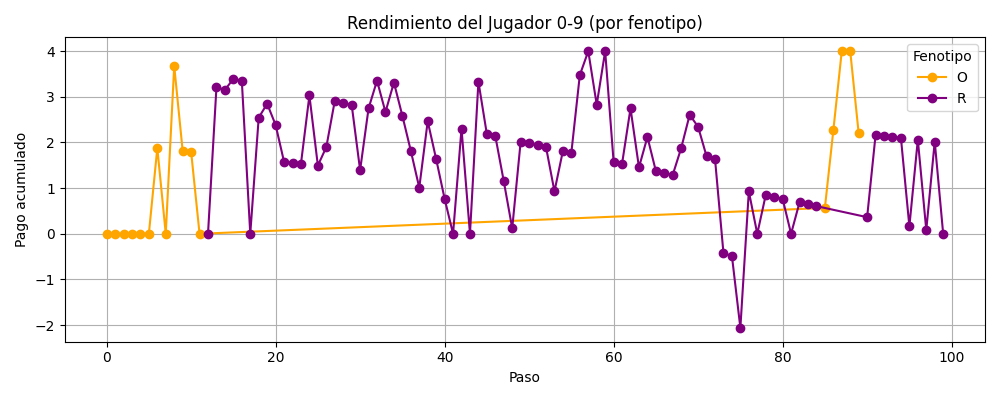 Rendimiento del Jugador 0-9 (por fenotipo)
Pago acumulado
4
3
2
1
0
−1
−2
Fenotipo
O
R
0 20 40 60 80 100
Paso